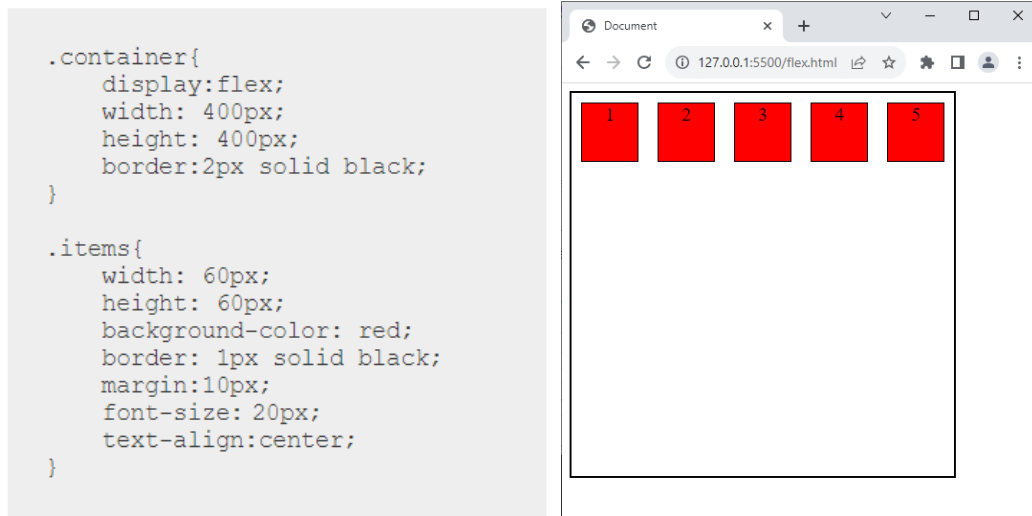 .container{
    display:flex;
    width: 400px;
    height: 400px;
    border:2px solid black;
}
.items{
    width: 60px;
    height: 60px;
    background-color: red;
    border: 1px solid black;
    margin:10px;
    font-size: 20px;
    text-align:center;
}
Document
127.0.0.1:5500/flex.html
1 2 3 4 5